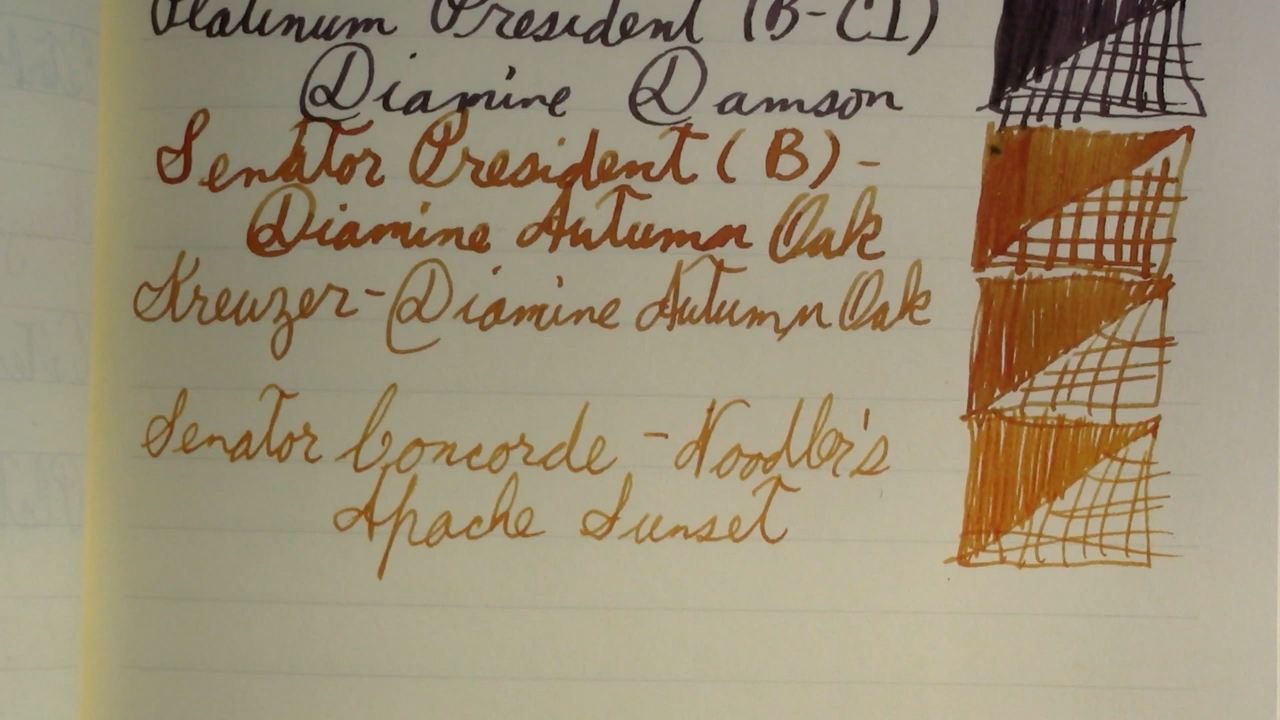 Platinum President (B-CI)
Diamine Damson
Senator President (B) -
Diamine Autumn Oak
Kreuzer - Diamine Autumn Oak
Senator Concorde - Noodler's
Apache Sunset